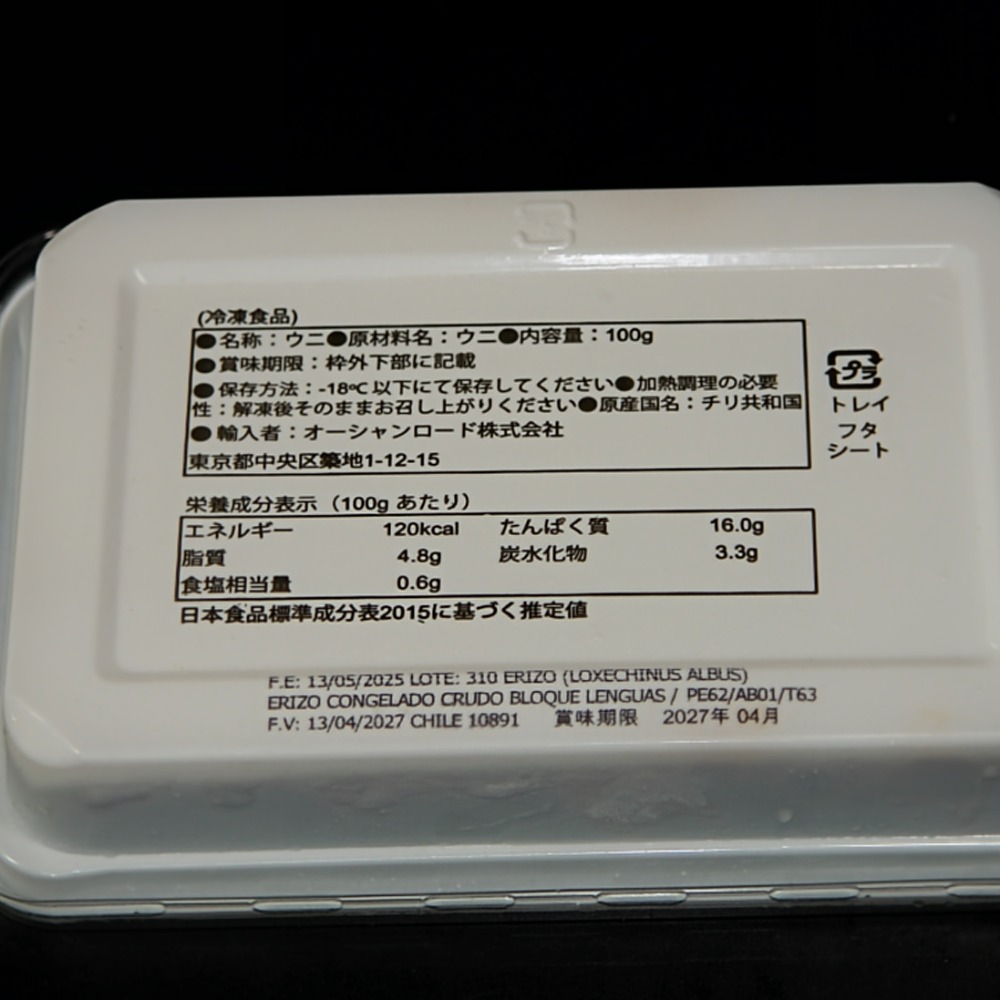 (冷凍食品)
●名称：ウニ●原材料名：ウニ●内容量：100g
●賞味期限：枠外下部に記載
●保存方法：-18℃以下にて保存してください●加熱調理の必要
性：解凍後そのままお召し上がりください●原産国名：チリ共和国
●輸入者：オーシャンロード株式会社
東京都中央区築地1-12-15
プラ
トレイ
フタ
シート
栄養成分表示（100gあたり）
エネルギー 120kcal たんぱく質 16.0g
脂質 4.8g 炭水化物 3.3g
食塩相当量 0.6g
日本食品標準成分表2015に基づく推定値
F.E: 13/05/2025 LOTE: 310 ERIZO (LOXECHINUS ALBUS)
ERIZO CONGELADO CRUDO BLOQUE LENGUAS / PE62/AB01/T63
F.V: 13/04/2027 CHILE 10891 賞味期限 2027年 04月